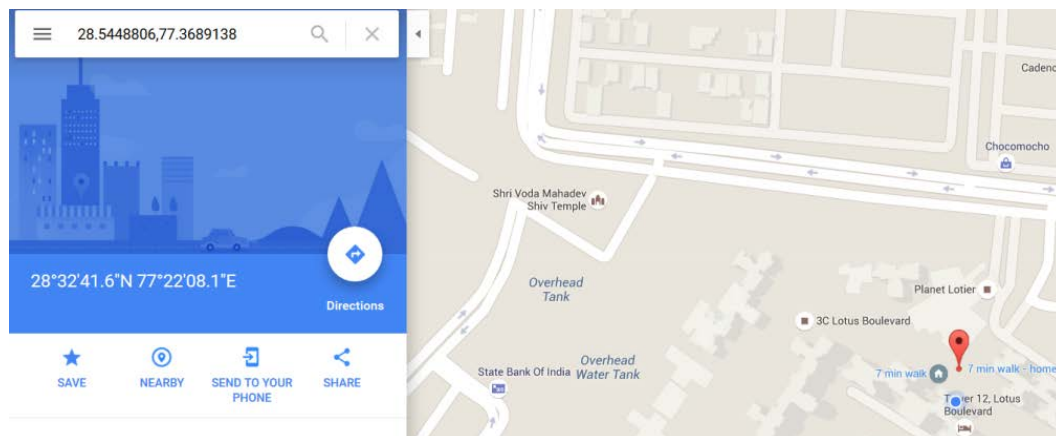 28.5448806,77.3689138
28°32'41.6"N 77°22'08.1"E
Directions
SAVE
NEARBY
SEND TO YOUR
PHONE
SHARE
Cadenc
Chocomocho
Shri Voda Mahadev
Shiv Temple
Overhead
Tank
Planet Lotier
3C Lotus Boulevard
Overhead
Water Tank
State Bank Of India
7 min walk
7 min walk - home
Lotus
Boulevard